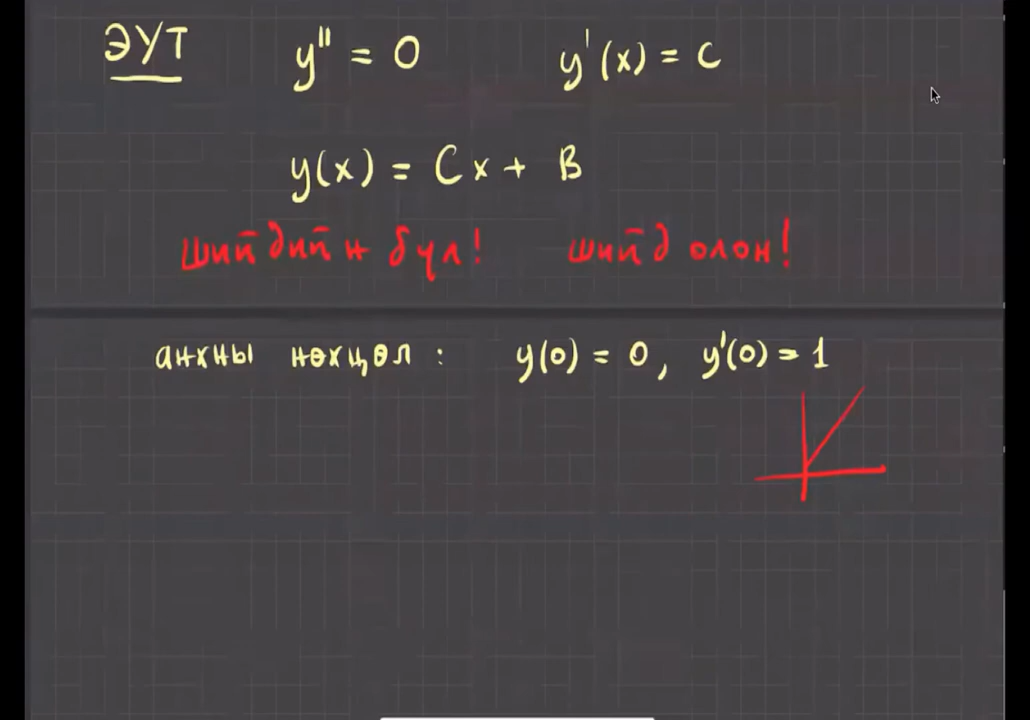 ЭУТ y'' = 0 y'(x) = C
y(x) = Cx + B
шийдийн бүл! шийд олон!
анхны нөхцөл : y(0) = 0, y'(0) = 1